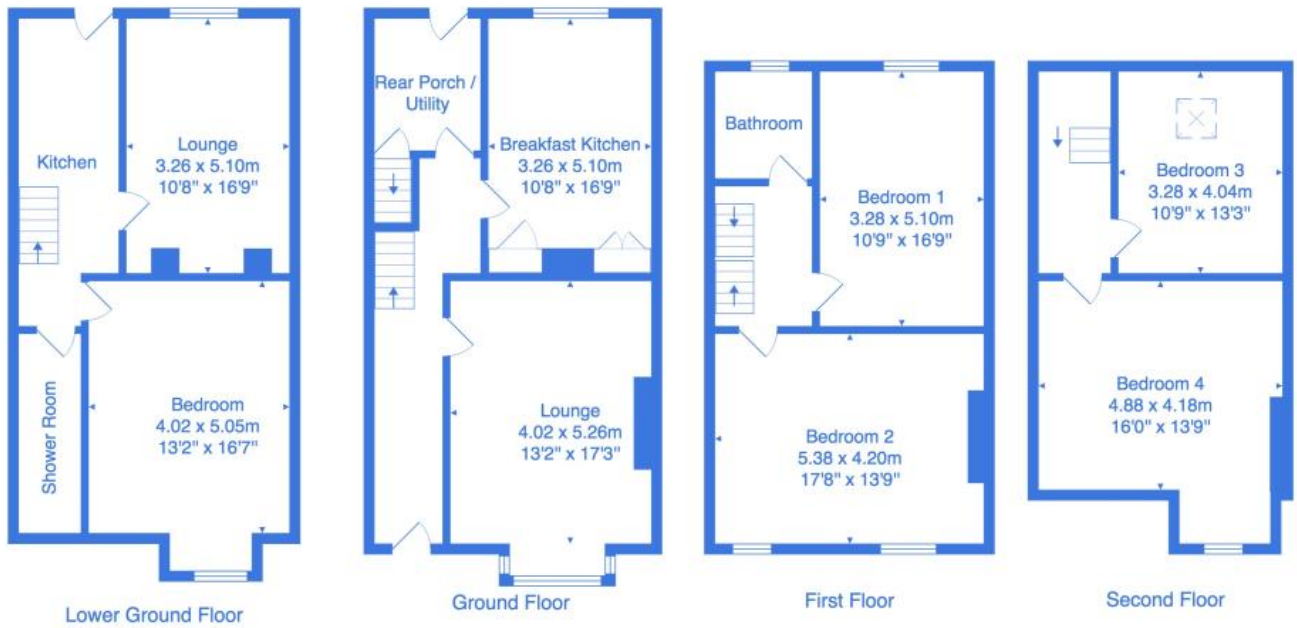 Kitchen
Lounge
3.26 x 5.10m
10'8" x 16'9"
Bedroom
4.02 x 5.05m
13'2" x 16'7"
Shower Room
Lower Ground Floor
Rear Porch /
Utility
Breakfast Kitchen
3.26 x 5.10m
10'8" x 16'9"
Lounge
4.02 x 5.26m
13'2" x 17'3"
Ground Floor
Bathroom
Bedroom 1
3.28 x 5.10m
10'9" x 16'9"
Bedroom 2
5.38 x 4.20m
17'8" x 13'9"
First Floor
Bedroom 3
3.28 x 4.04m
10'9" x 13'3"
Bedroom 4
4.88 x 4.18m
16'0" x 13'9"
Second Floor